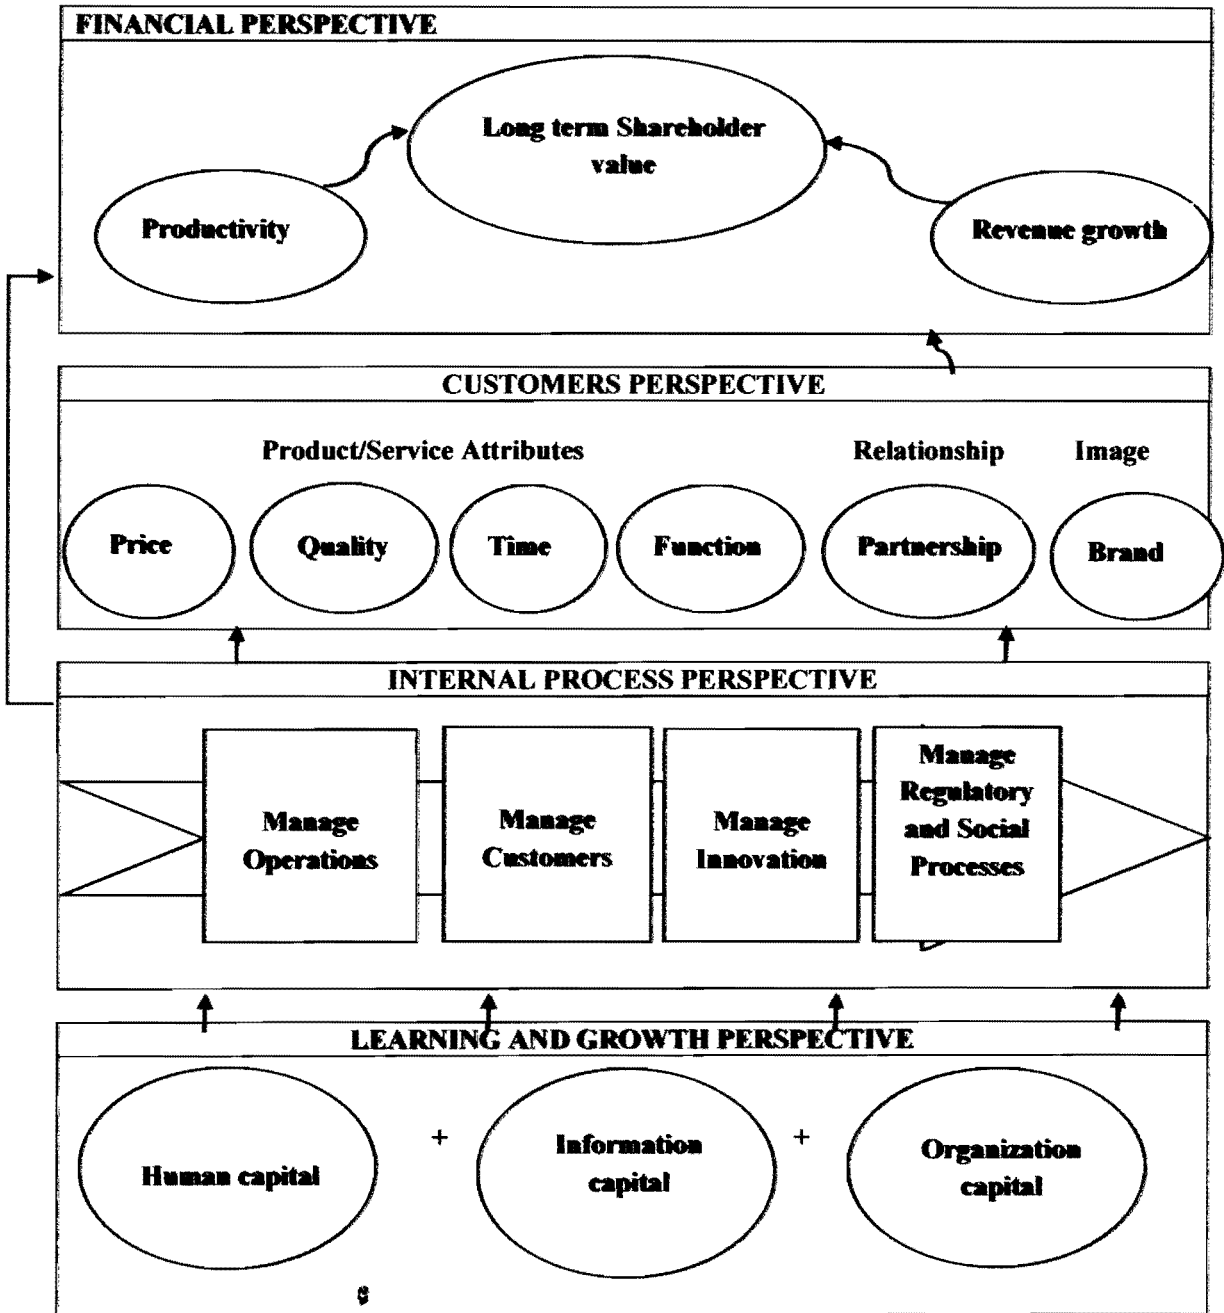 FINANCIAL PERSPECTIVE
Long term Shareholder
value
Productivity
Revenue growth
CUSTOMERS PERSPECTIVE
Product/Service Attributes
Relationship
Image
Price
Quality
Time
Function
Partnership
Brand
INTERNAL PROCESS PERSPECTIVE
Manage
Operations
Manage
Customers
Manage
Innovation
Manage
Regulatory
and Social
Processes
LEARNING AND GROWTH PERSPECTIVE
Human capital
+
Information
capital
+
Organization
capital